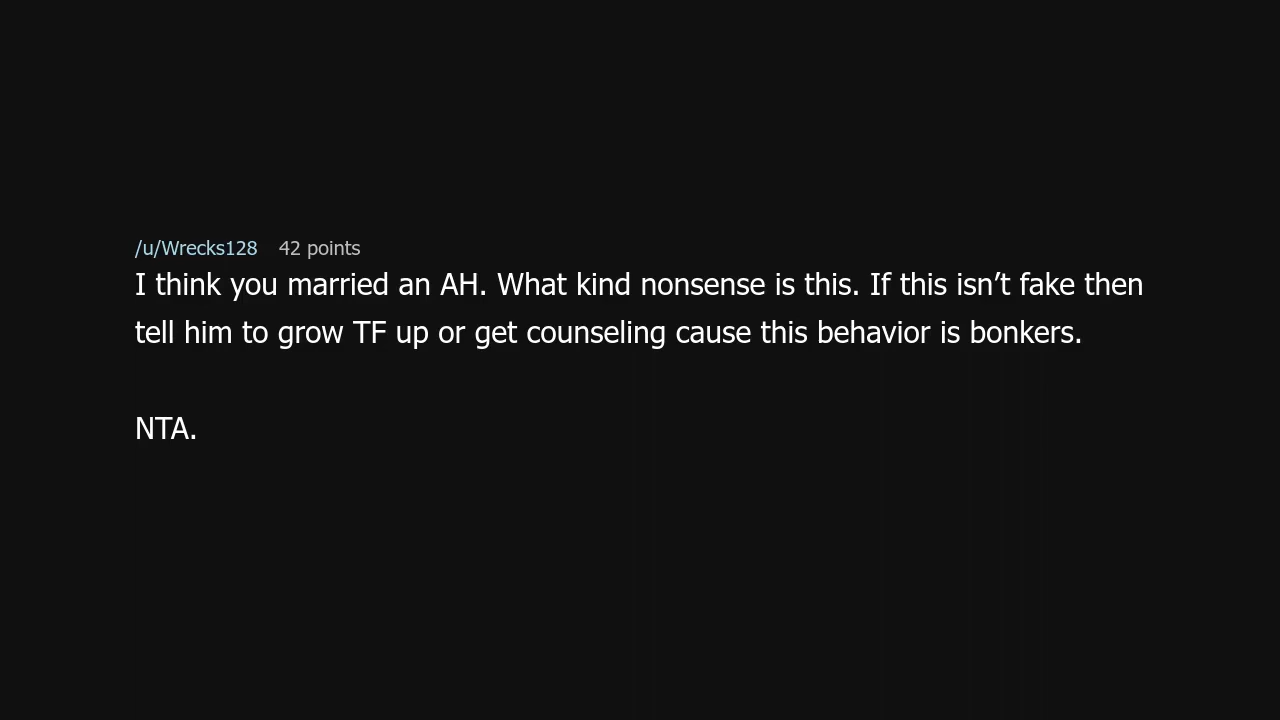 /u/Wrecks128 42 points
I think you married an AH. What kind nonsense is this. If this isn’t fake then
tell him to grow TF up or get counseling cause this behavior is bonkers.
NTA.